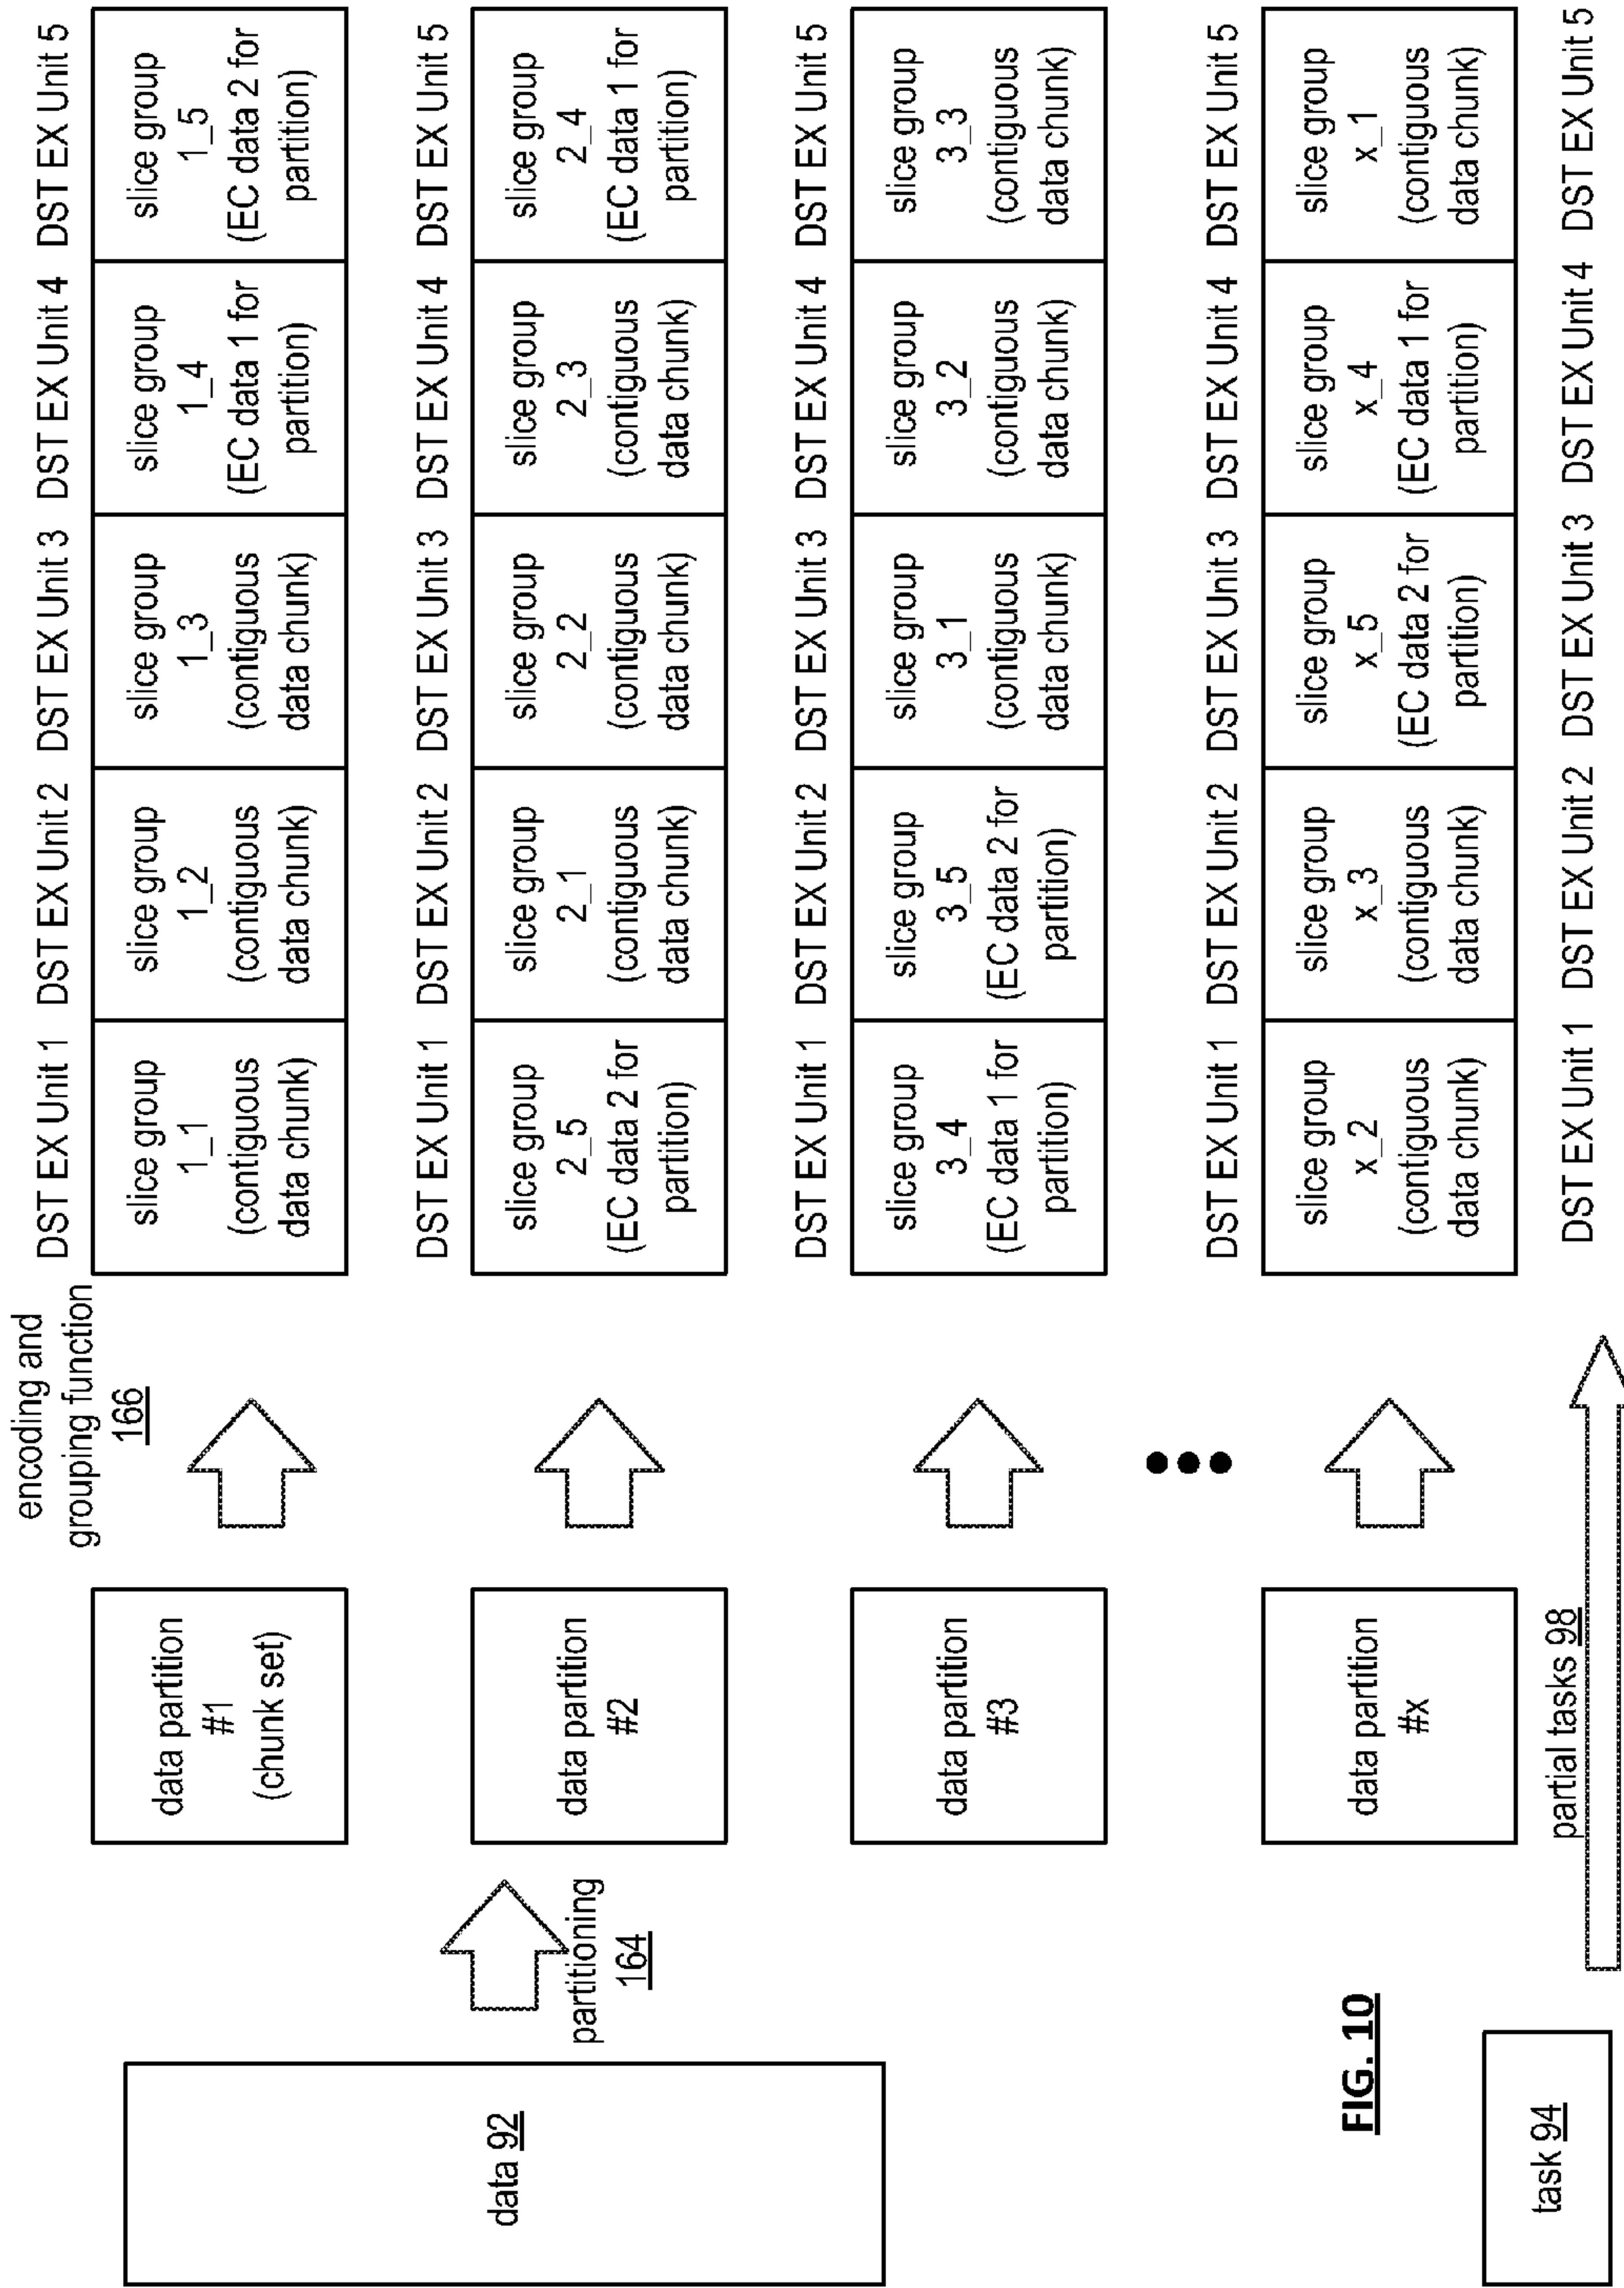 encoding and
grouping function
166
DST EX Unit 1 DST EX Unit 2 DST EX Unit 3 DST EX Unit 4 DST EX Unit 5
data partition
#1
(chunk set)
slice group
1_1
(contiguous
data chunk)
slice group
1_2
(contiguous
data chunk)
slice group
1_3
(contiguous
data chunk)
slice group
1_4
(EC data 1 for
partition)
slice group
1_5
(EC data 2 for
partition)
data 92
partitioning
164
DST EX Unit 1 DST EX Unit 2 DST EX Unit 3 DST EX Unit 4 DST EX Unit 5
data partition
#2
slice group
2_5
(EC data 2 for
partition)
slice group
2_1
(contiguous
data chunk)
slice group
2_2
(contiguous
data chunk)
slice group
2_3
(contiguous
data chunk)
slice group
2_4
(EC data 1 for
partition)
DST EX Unit 1 DST EX Unit 2 DST EX Unit 3 DST EX Unit 4 DST EX Unit 5
data partition
#3
slice group
3_4
(EC data 1 for
partition)
slice group
3_5
(EC data 2 for
partition)
slice group
3_1
(contiguous
data chunk)
slice group
3_2
(contiguous
data chunk)
slice group
3_3
(contiguous
data chunk)
DST EX Unit 1 DST EX Unit 2 DST EX Unit 3 DST EX Unit 4 DST EX Unit 5
data partition
#x
slice group
x_2
(contiguous
data chunk)
slice group
x_3
(contiguous
data chunk)
slice group
x_5
(EC data 2 for
partition)
slice group
x_4
(EC data 1 for
partition)
slice group
x_1
(contiguous
data chunk)
FIG. 10
task 94
partial tasks 98
DST EX Unit 1 DST EX Unit 2 DST EX Unit 3 DST EX Unit 4 DST EX Unit 5